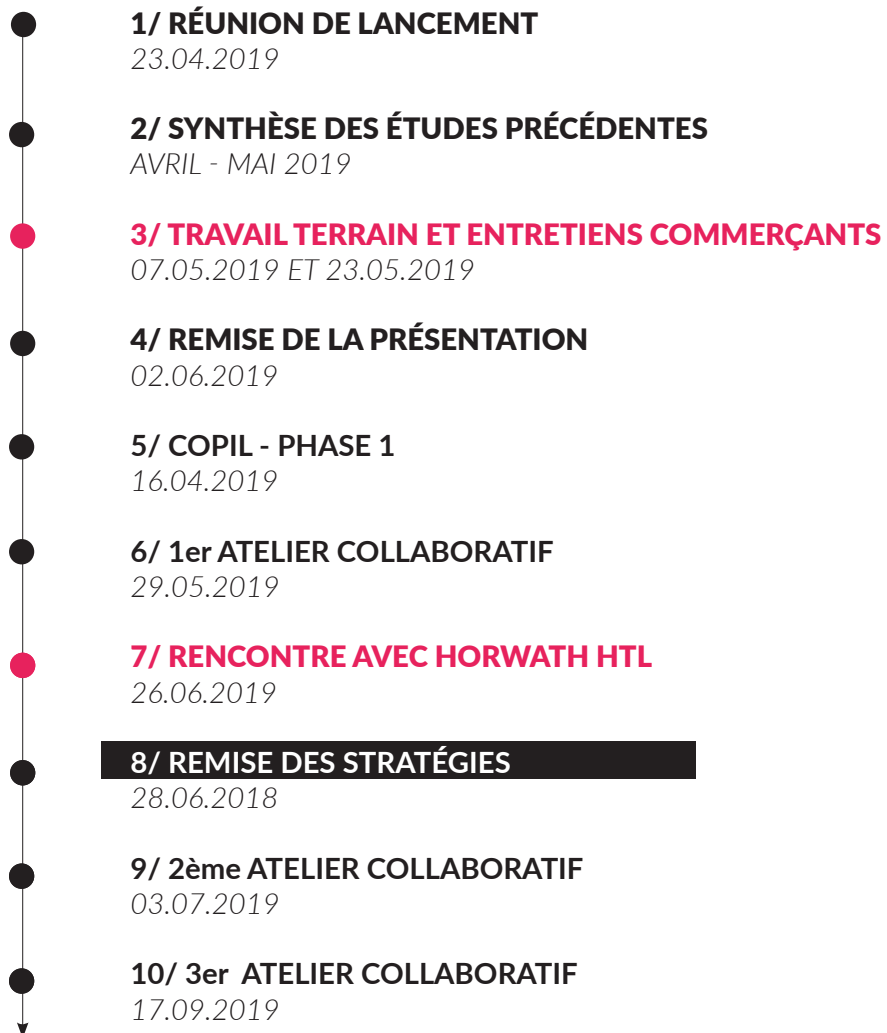 1/ RÉUNION DE LANCEMENT
23.04.2019
2/ SYNTHÈSE DES ÉTUDES PRÉCÉDENTES
AVRIL - MAI 2019
3/ TRAVAIL TERRAIN ET ENTRETIENS COMMERÇANTS
07.05.2019 ET 23.05.2019
4/ REMISE DE LA PRÉSENTATION
02.06.2019
5/ COPIL - PHASE 1
16.04.2019
6/ 1er ATELIER COLLABORATIF
29.05.2019
7/ RENCONTRE AVEC HORWATH HTL
26.06.2019
8/ REMISE DES STRATÉGIES
28.06.2018
9/ 2ème ATELIER COLLABORATIF
03.07.2019
10/ 3er ATELIER COLLABORATIF
17.09.2019